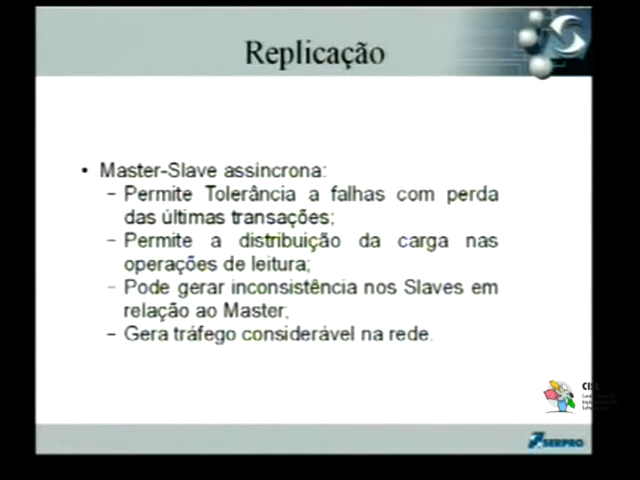 Replicação
• Master-Slave assíncrona:
– Permite Tolerância a falhas com perda
das últimas transações;
– Permite a distribuição da carga nas
operações de leitura;
– Pode gerar inconsistência nos Slaves em
relação ao Master;
– Gera tráfego considerável na rede.
CISL
SERPRO